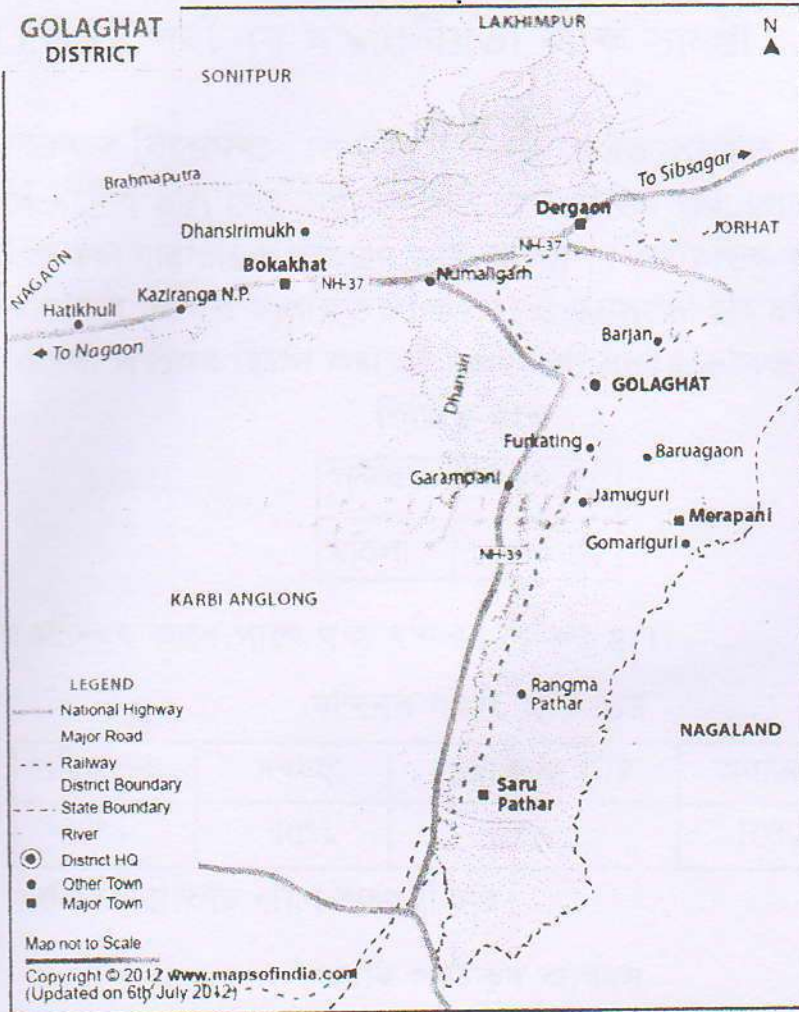 GOLAGHAT
DISTRICT
LAKHIMPUR
N
SONITPUR
Brahmaputra
To Sibsagar
Dergaon
Dhansirimukh
JORHAT
NH-37
NAGAON
Bokakhat
NH-37
Numaligarh
Kaziranga N.P.
Hatikhuli
To Nagaon
Barjan
GOLAGHAT
Dhansiri
Furkating
Baruagaon
Garampani
Jamuguri
Merapani
Gomariguri
NH-39
KARBI ANGLONG
Rangma
Pathar
NAGALAND
Saru
Pathar
LEGEND
National Highway
Major Road
Railway
District Boundary
State Boundary
River
District HQ
Other Town
Major Town
Map not to Scale
Copyright © 2012 www.mapsofindia.com
(Updated on 6th July 2012)